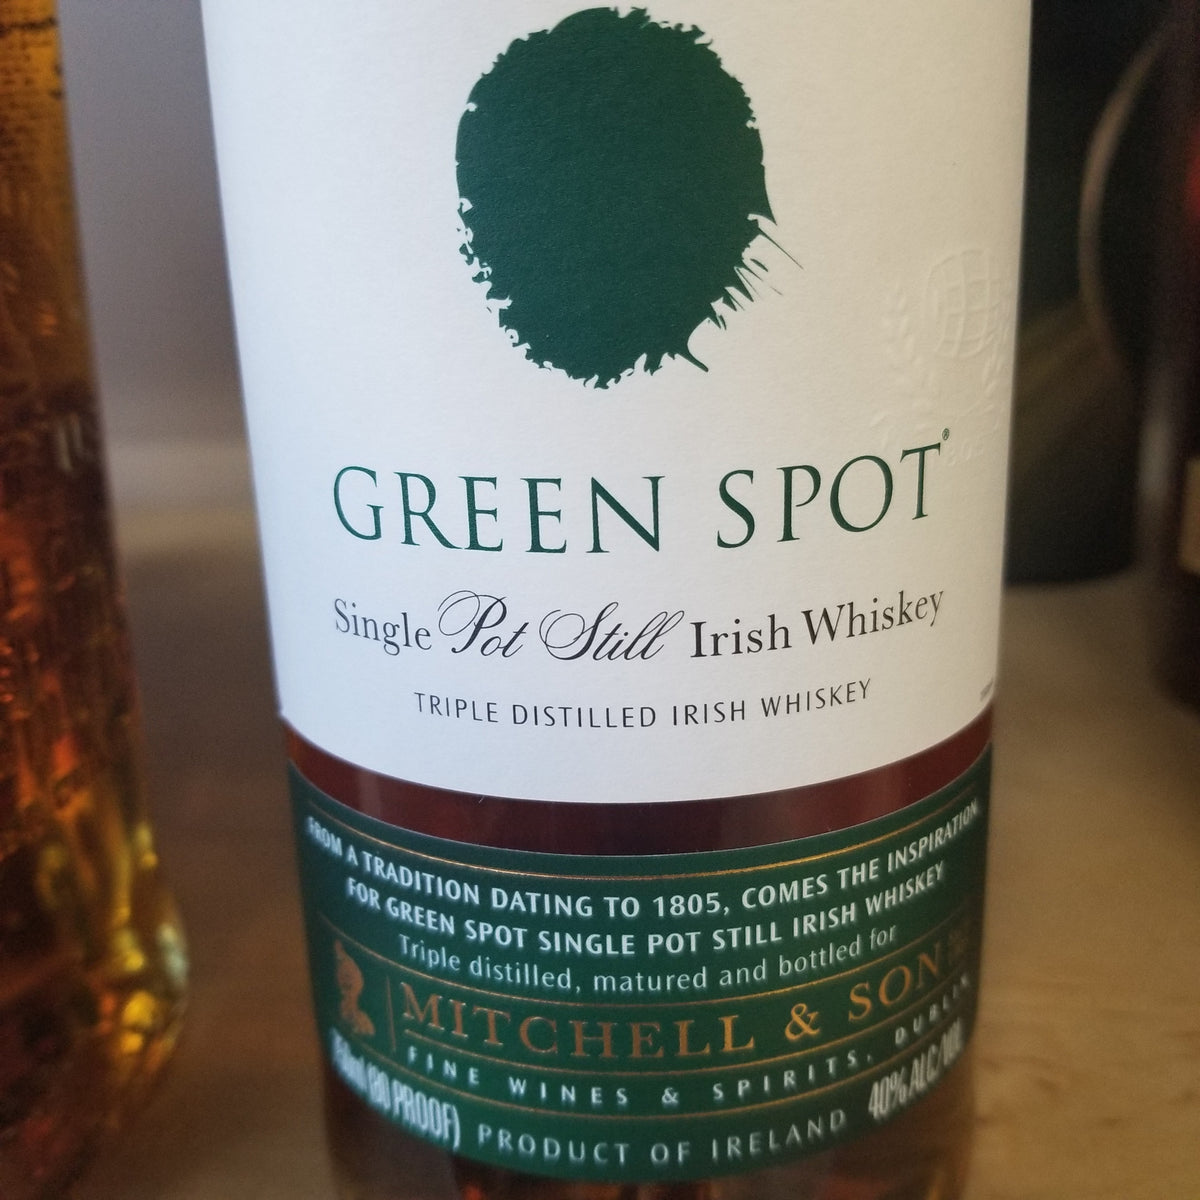 GREEN SPOT®
Single Pot Still Irish Whiskey
TRIPLE DISTILLED IRISH WHISKEY
FROM A TRADITION DATING TO 1805, COMES THE INSPIRATION
FOR GREEN SPOT SINGLE POT STILL IRISH WHISKEY
Triple distilled, matured and bottled for
MITCHELL & SON
FINE WINES & SPIRITS, DUBLIN
(80 PROOF) PRODUCT OF IRELAND 40% ALC/VOL